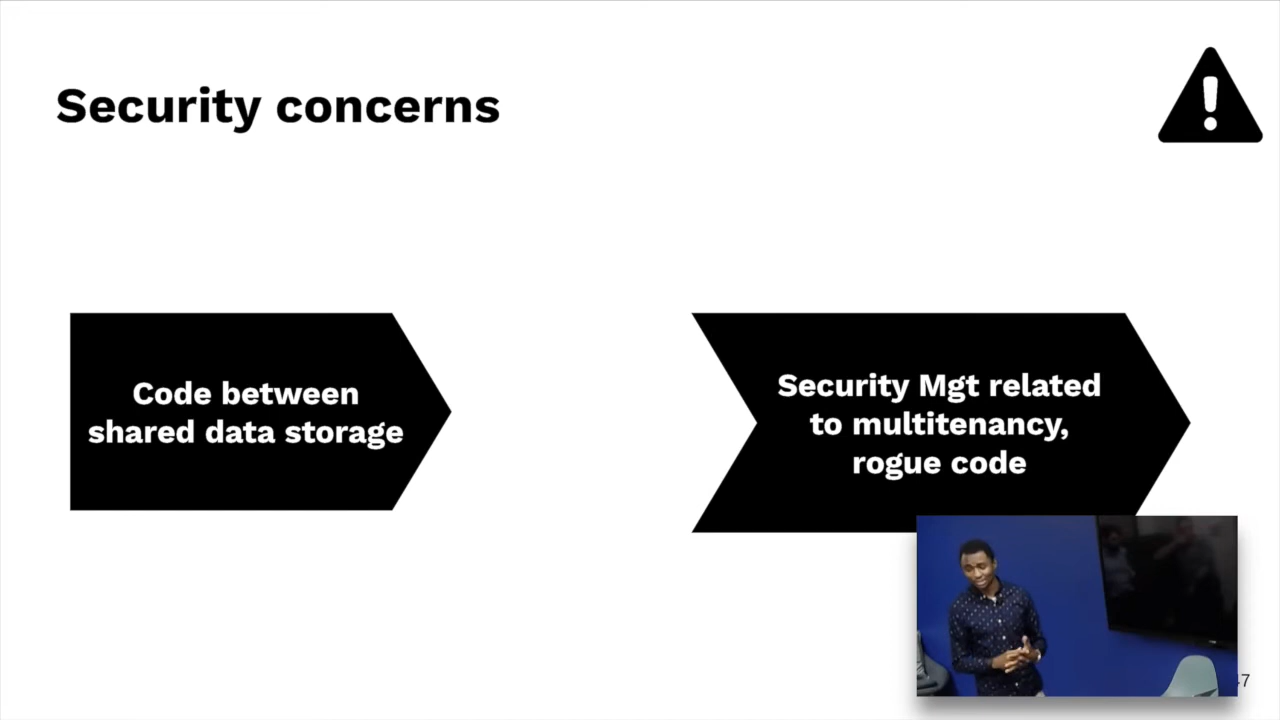 Security concerns
Code between
shared data storage
Security Mgt related
to multitenancy,
rogue code